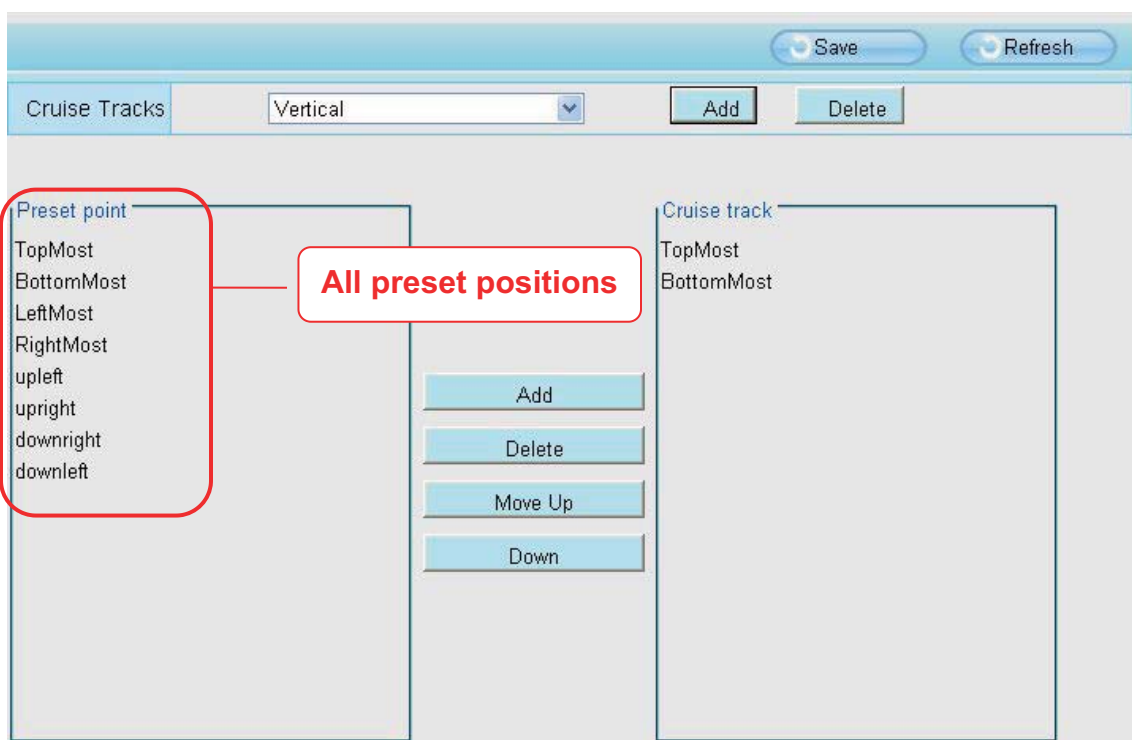 Save Refresh
Cruise Tracks Vertical Add Delete
Preset point
TopMost
BottomMost
LeftMost
RightMost
upleft
upright
downright
downleft
All preset positions
Add
Delete
Move Up
Down
Cruise track
TopMost
BottomMost